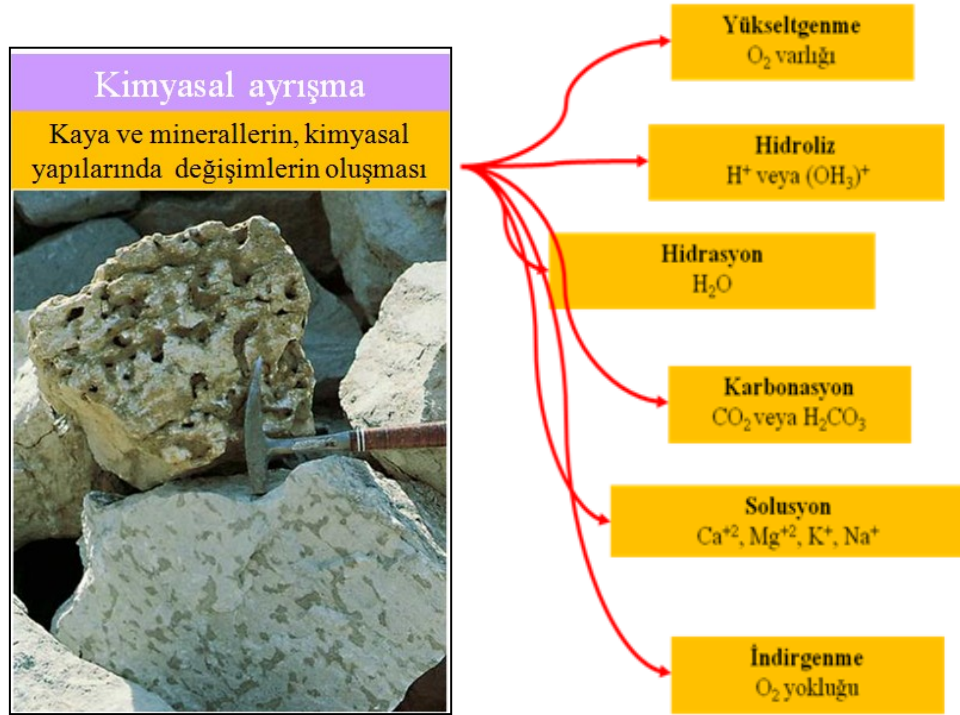 Kimyasal ayrışma
Kaya ve minerallerin, kimyasal
yapılarında değişimlerin oluşması
Yükseltgenme
O₂ varlığı
Hidroliz
H⁺ veya (OH₃)⁺
Hidrasyon
H₂O
Karbonasyon
CO₂ veya H₂CO₃
Solusyon
Ca⁺², Mg⁺², K⁺, Na⁺
İndirgenme
O₂ yokluğu